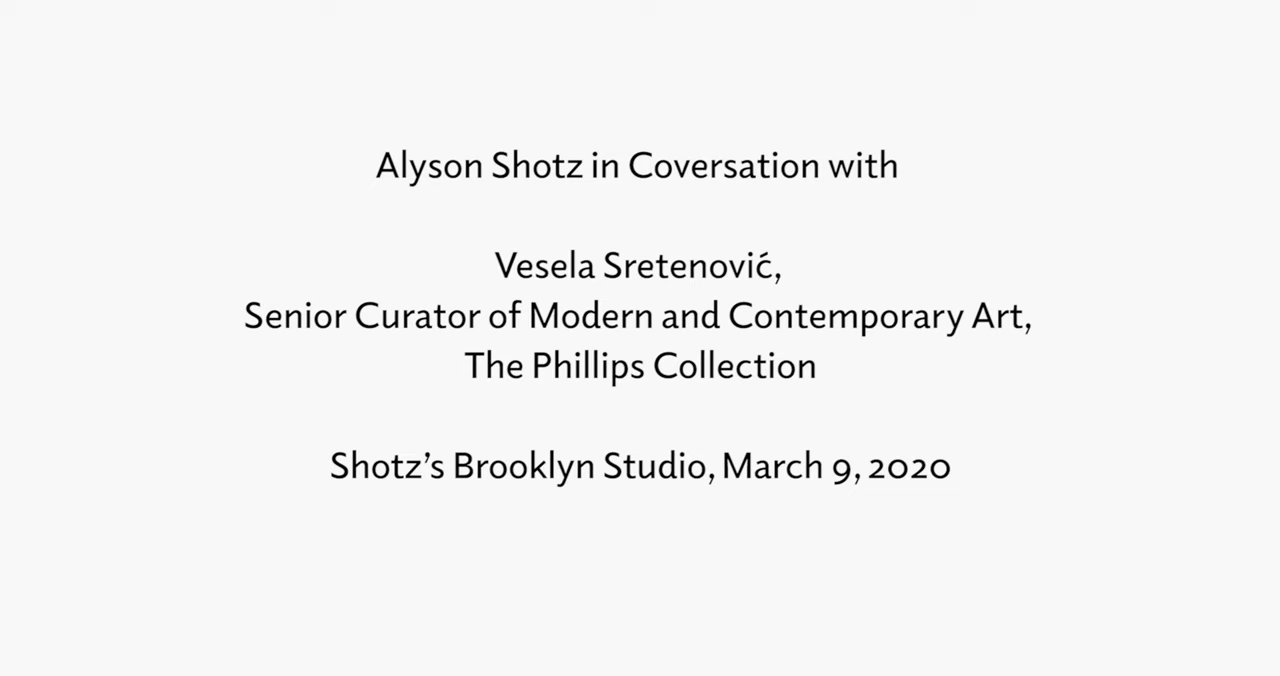 Alyson Shotz in Coversation with
Vesela Sretenović,
Senior Curator of Modern and Contemporary Art,
The Phillips Collection
Shotz’s Brooklyn Studio, March 9, 2020